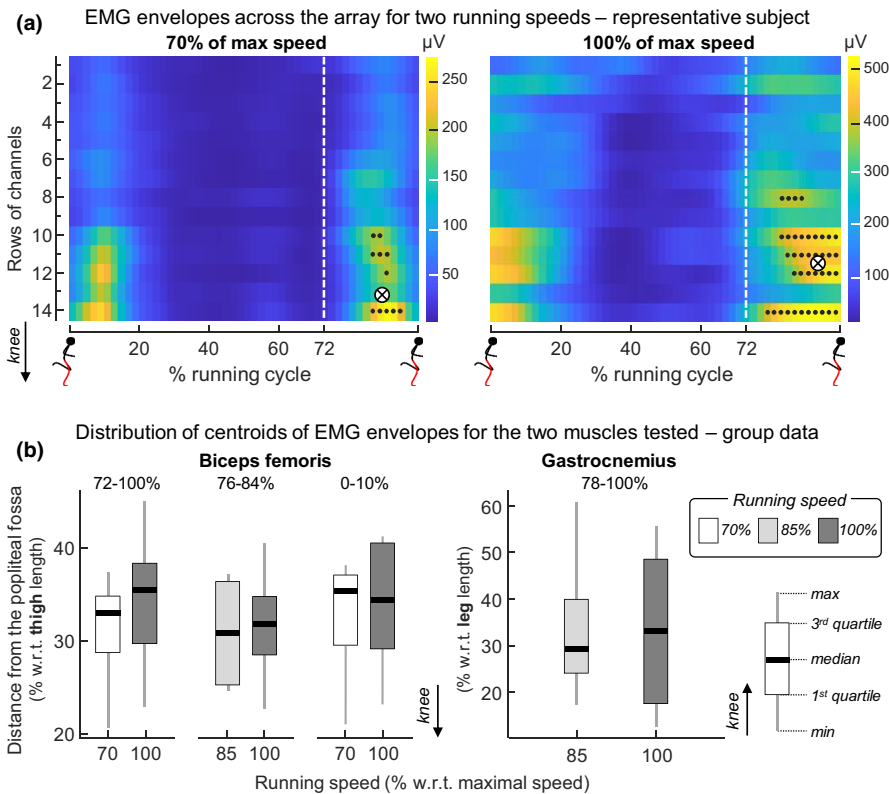 (a)
EMG envelopes across the array for two running speeds – representative subject
70% of max speed
µV
100% of max speed
µV
Rows of channels
2
4
6
8
10
12
14
250
200
150
100
50
500
400
300
200
100
20
40
60
72
% running cycle
20
40
60
72
% running cycle
knee
(b)
Distribution of centroids of EMG envelopes for the two muscles tested – group data
Biceps femoris
72-100%
76-84%
0-10%
Gastrocnemius
78-100%
Distance from the popliteal fossa
(% w.r.t. thigh length)
40
30
20
70
100
85
100
70
100
knee
(% w.r.t. leg length)
60
50
40
30
20
85
100
knee
Running speed (% w.r.t. maximal speed)
Running speed
70%
85%
100%
max
3rd quartile
median
1st quartile
min